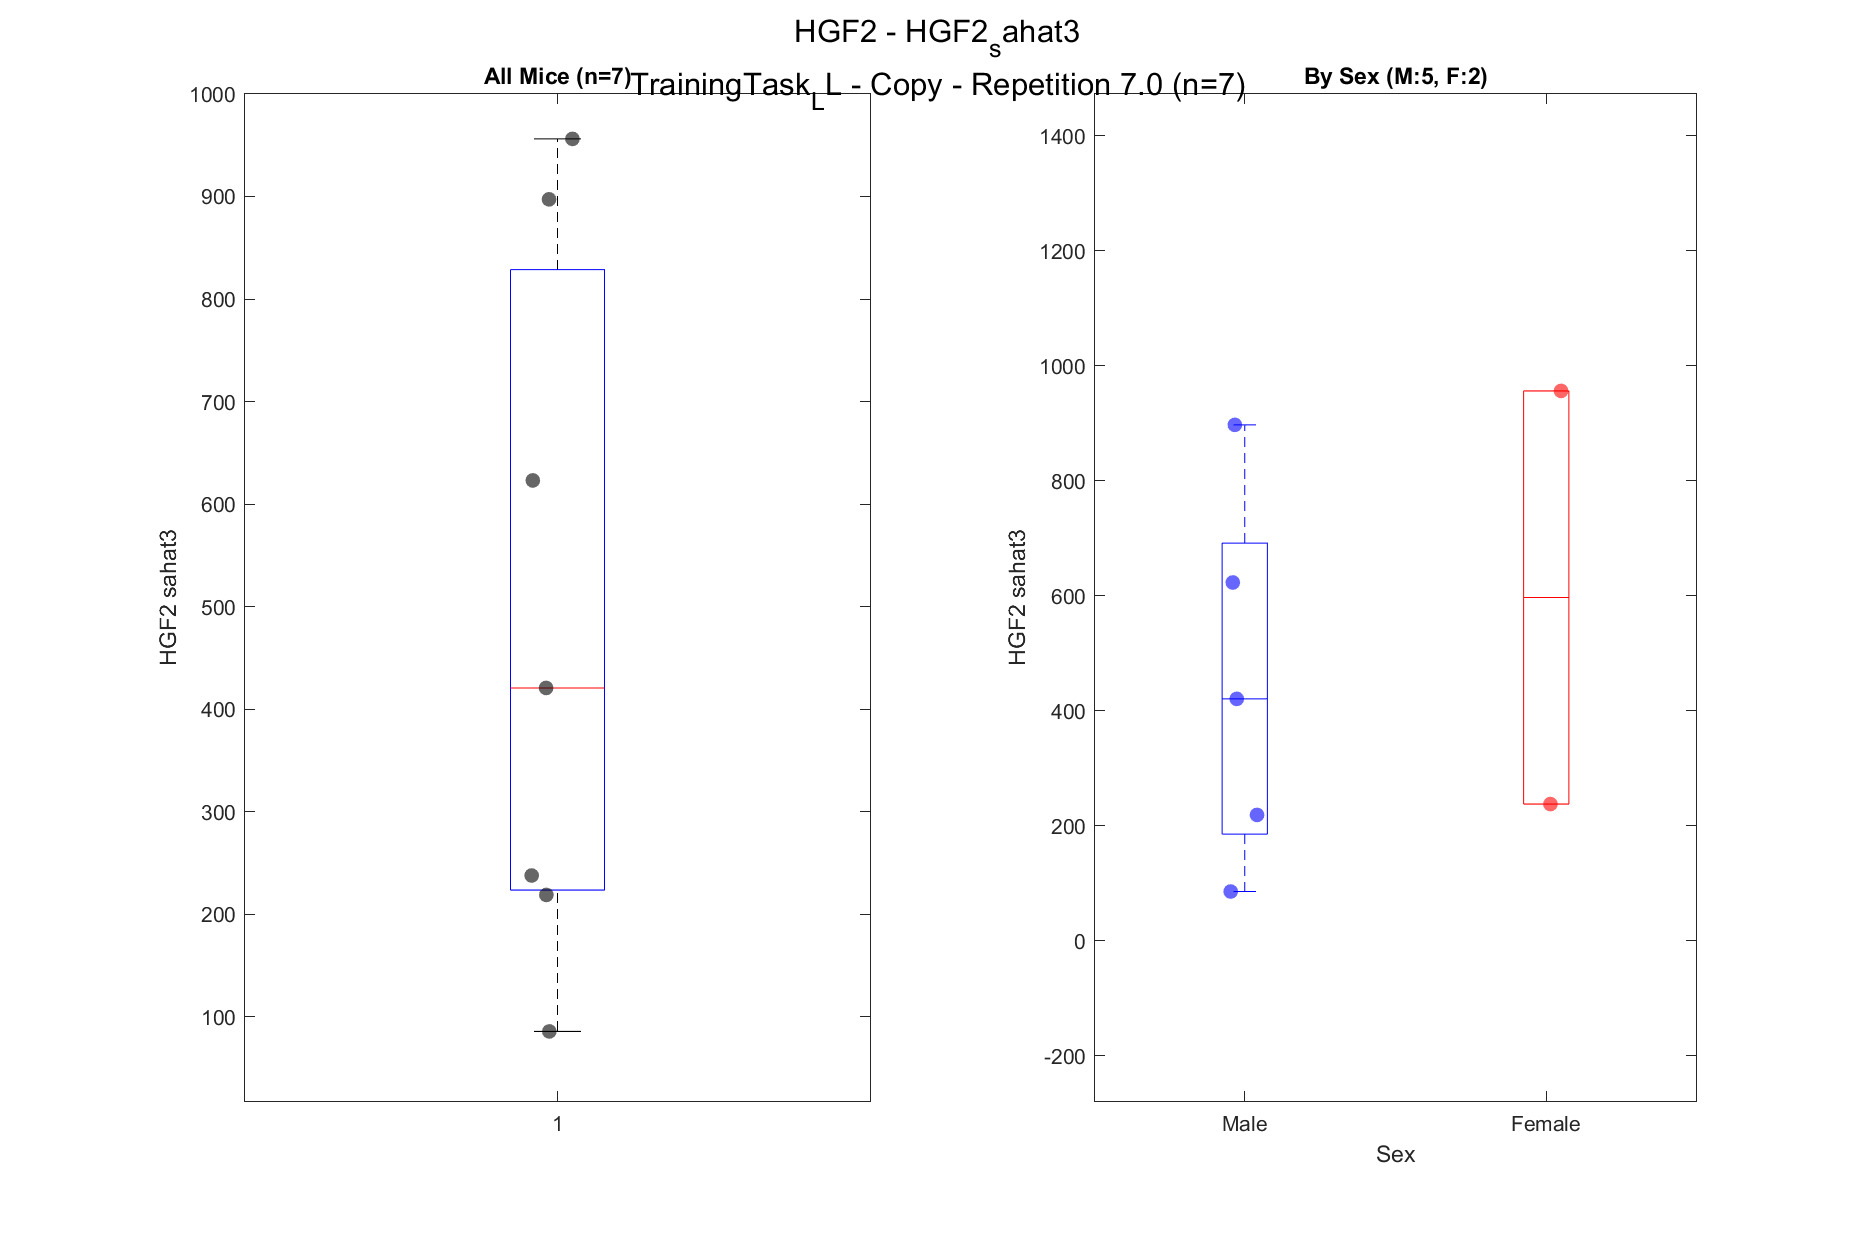 HGF2 - HGF2sahat3
TrainingTaskLL - Copy - Repetition 7.0 (n=7)
All Mice (n=7)
1000
900
800
700
600
500
400
300
200
100
HGF2 sahat3
1
By Sex (M:5, F:2)
1400
1200
1000
800
600
400
200
0
-200
HGF2 sahat3
Male Female
Sex